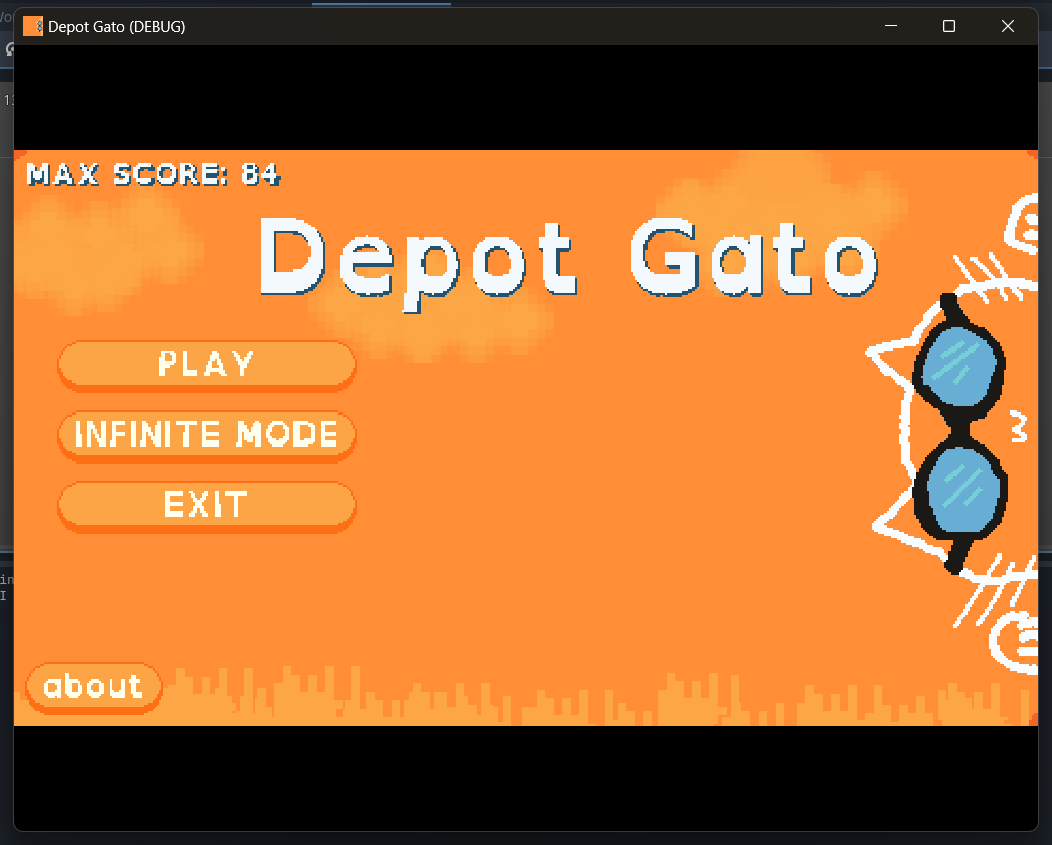 Depot Gato (DEBUG)
MAX SCORE: 84
Depot Gato
PLAY
INFINITE MODE
EXIT
about